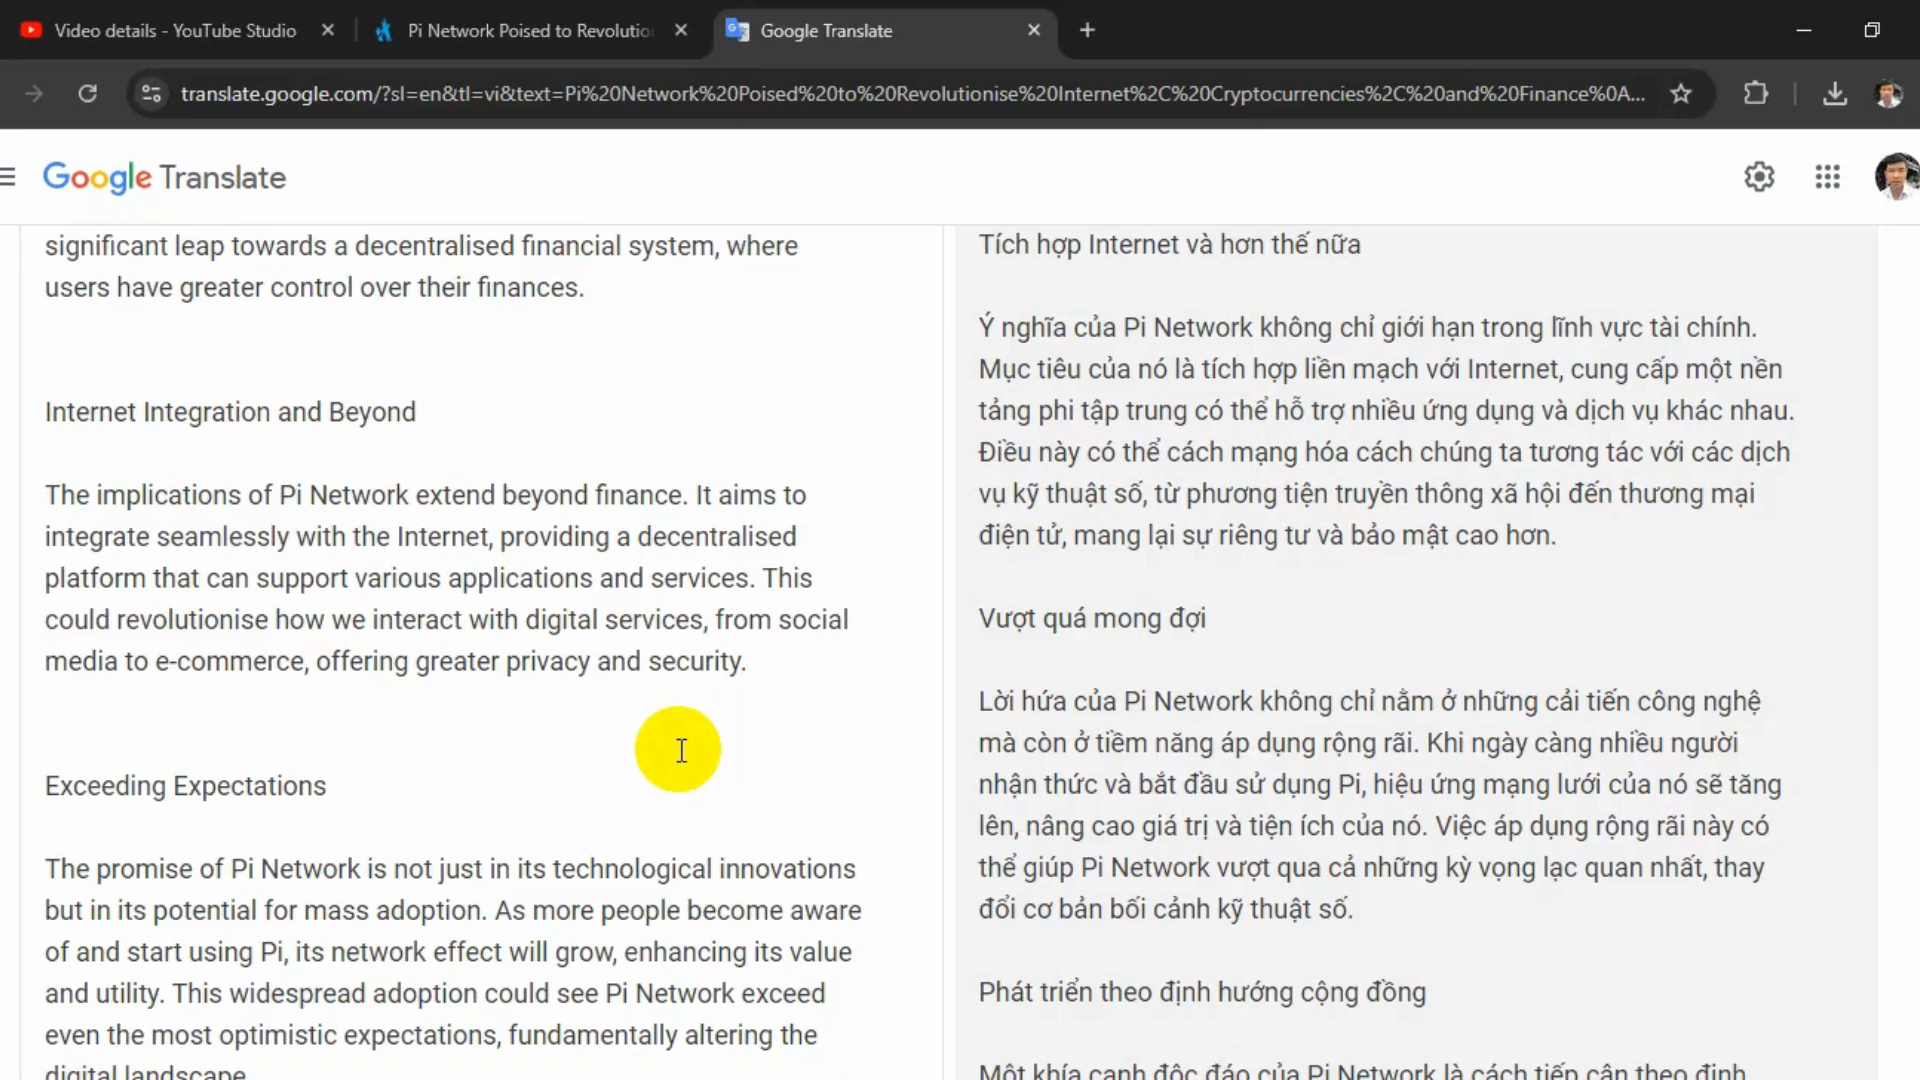 Video details - YouTube Studio
Pi Network Poised to Revolutio
Google Translate
translate.google.com/?sl=en&tl=vi&text=Pi%20Network%20Poised%20to%20Revolutionise%20Internet%2C%20Cryptocurrencies%2C%20and%20Finance%0A...
Google Translate
significant leap towards a decentralised financial system, where
users have greater control over their finances.
Internet Integration and Beyond
The implications of Pi Network extend beyond finance. It aims to
integrate seamlessly with the Internet, providing a decentralised
platform that can support various applications and services. This
could revolutionise how we interact with digital services, from social
media to e-commerce, offering greater privacy and security.
Exceeding Expectations
The promise of Pi Network is not just in its technological innovations
but in its potential for mass adoption. As more people become aware
of and start using Pi, its network effect will grow, enhancing its value
and utility. This widespread adoption could see Pi Network exceed
even the most optimistic expectations, fundamentally altering the
digital landscape.
Tích hợp Internet và hơn thế nữa
Ý nghĩa của Pi Network không chỉ giới hạn trong lĩnh vực tài chính.
Mục tiêu của nó là tích hợp liền mạch với Internet, cung cấp một nền
tảng phi tập trung có thể hỗ trợ nhiều ứng dụng và dịch vụ khác nhau.
Điều này có thể cách mạng hóa cách chúng ta tương tác với các dịch
vụ kỹ thuật số, từ phương tiện truyền thông xã hội đến thương mại
điện tử, mang lại sự riêng tư và bảo mật cao hơn.
Vượt quá mong đợi
Lời hứa của Pi Network không chỉ nằm ở những cải tiến công nghệ
mà còn ở tiềm năng áp dụng rộng rãi. Khi ngày càng nhiều người
nhận thức và bắt đầu sử dụng Pi, hiệu ứng mạng lưới của nó sẽ tăng
lên, nâng cao giá trị và tiện ích của nó. Việc áp dụng rộng rãi này có
thể giúp Pi Network vượt qua cả những kỳ vọng lạc quan nhất, thay
đổi cơ bản bối cảnh kỹ thuật số.
Phát triển theo định hướng cộng đồng
Một khía cạnh độc đáo của Pi Network là cách tiếp cận theo định